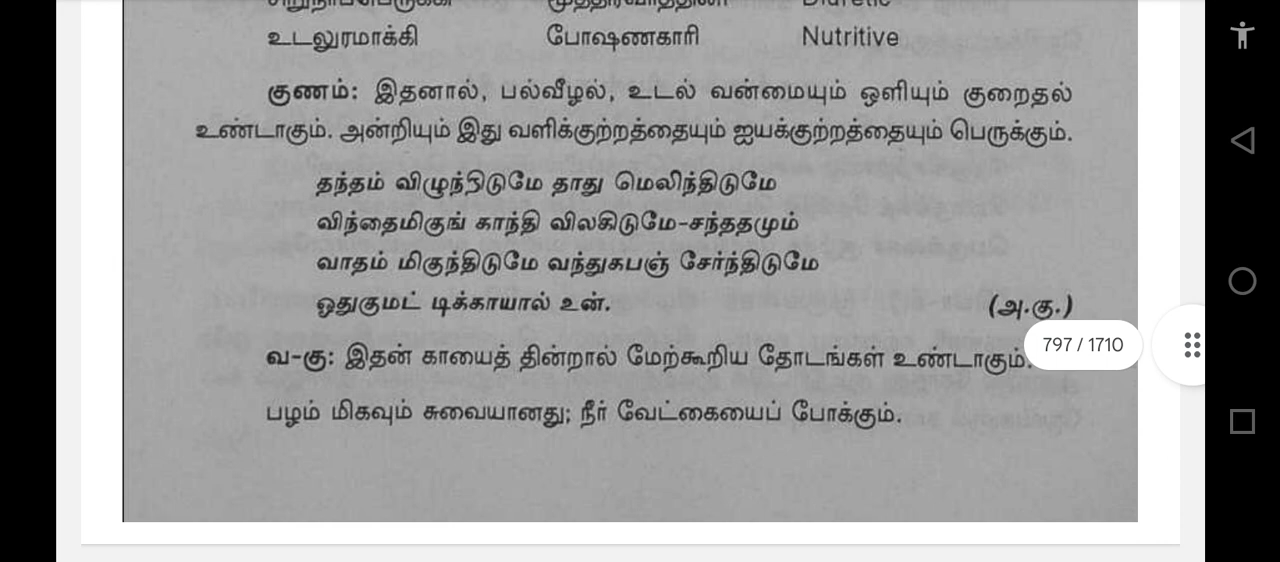 சிறுநீர்ப்பெருக்கி மூத்திரவர்த்தினி Diuretic
உடலுரமாக்கி போஷணகாரி Nutritive
குணம்: இதனால், பல்வீழல், உடல் வன்மையும் ஒளியும் குறைதல்
உண்டாகும். அன்றியும் இது வளிக்குற்றத்தையும் ஐயக்குற்றத்தையும் பெருக்கும்.
தந்தம் விழுந்திடுமே தாது மெலிந்திடுமே
விந்தைமிகுங் காந்தி விலகிடுமே-சந்ததமும்
வாதம் மிகுந்திடுமே வந்துகபஞ் சேர்ந்திடுமே
ஓதுகுமட் டிக்காயால் உன். (அ.கு.)
797 / 1710
வ-கு: இதன் காயைத் தின்றால் மேற்கூறிய தோடங்கள் உண்டாகும்.
பழம் மிகவும் சுவையானது; நீர் வேட்கையைப் போக்கும்.